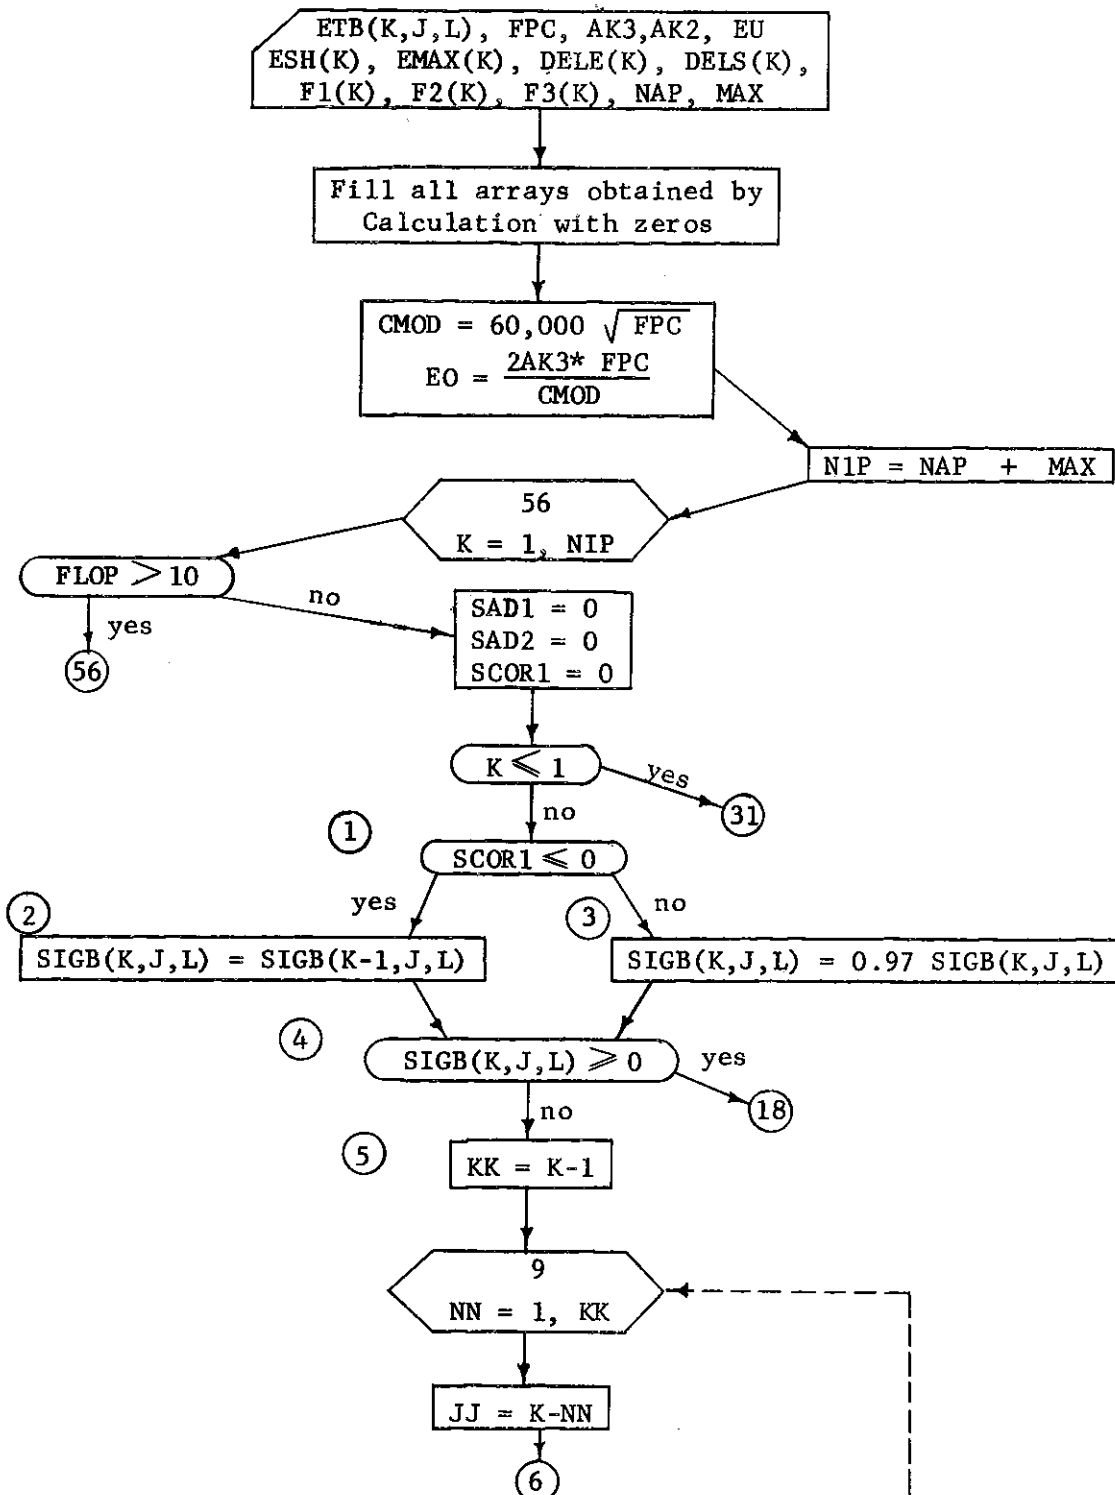 ETB(K,J,L), FPC, AK3,AK2, EU
ESH(K), EMAX(K), DELE(K), DELS(K),
F1(K), F2(K), F3(K), NAP, MAX
Fill all arrays obtained by
Calculation with zeros
CMOD = 60,000 √FPC
EO = 2AK3* FPC
CMOD
N1P = NAP + MAX
56
K = 1, NIP
FLOP > 10
no
yes
56
SAD1 = 0
SAD2 = 0
SCOR1 = 0
K ⩽ 1
yes
31
no
1
SCOR1 ⩽ 0
yes
no
2
3
SIGB(K,J,L) = SIGB(K-1,J,L)
SIGB(K,J,L) = 0.97 SIGB(K,J,L)
4
SIGB(K,J,L) ⩾ 0
yes
18
no
5
KK = K-1
9
NN = 1, KK
JJ = K-NN
6